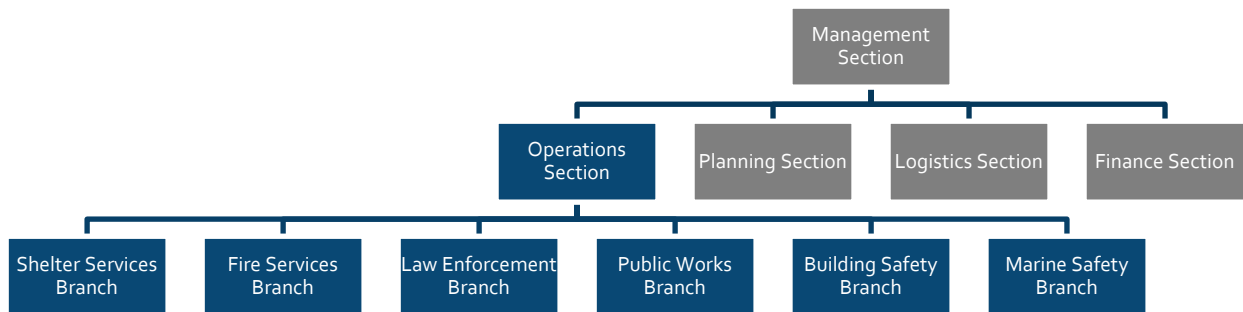 Management
Section
Operations
Section
Planning Section
Logistics Section
Finance Section
Shelter Services
Branch
Fire Services
Branch
Law Enforcement
Branch
Public Works
Branch
Building Safety
Branch
Marine Safety
Branch